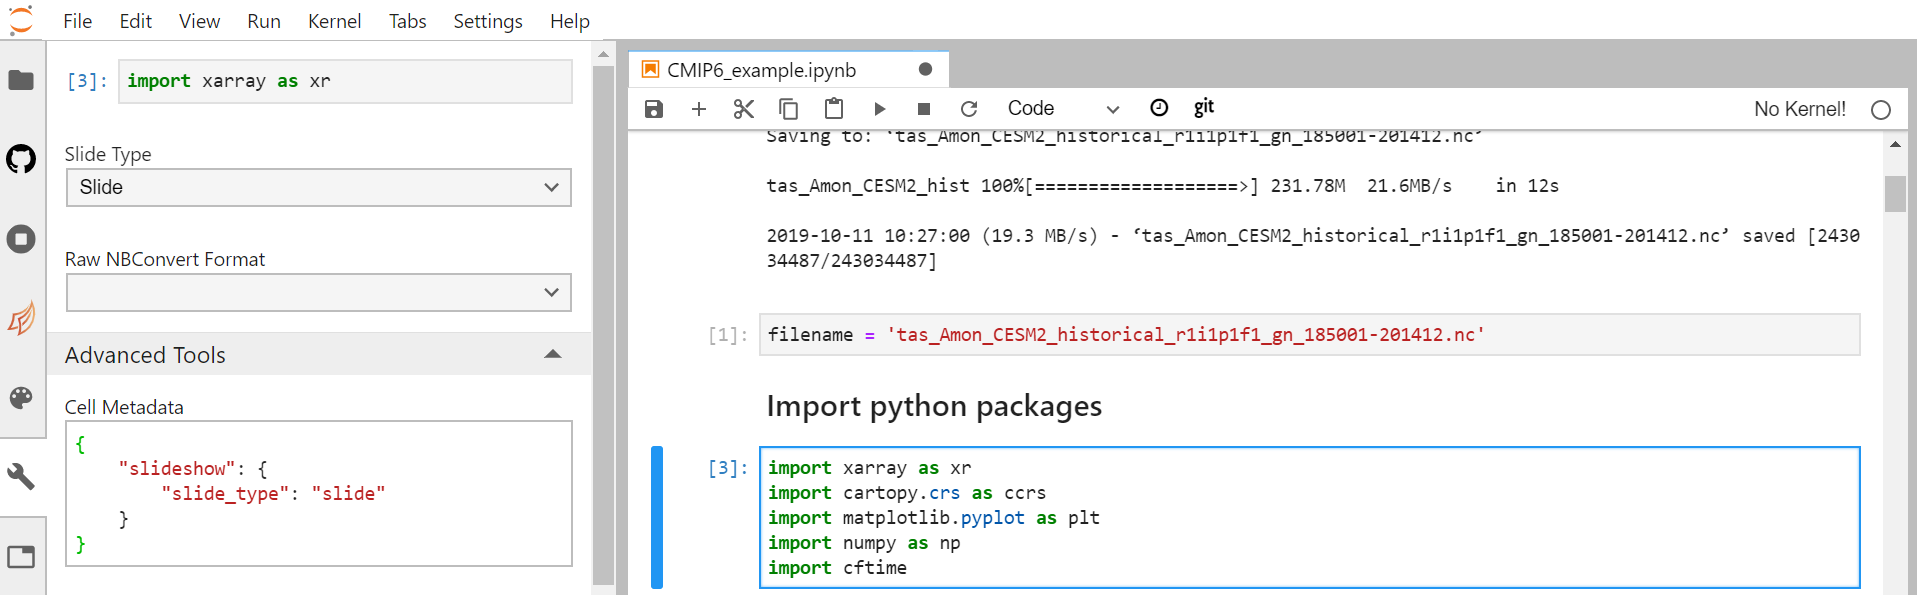 File Edit View Run Kernel Tabs Settings Help
[3]: import xarray as xr
Slide Type
Slide
Raw NBConvert Format
Advanced Tools
Cell Metadata
{
    "slideshow": {
        "slide_type": "slide"
    }
}
CMIP6_example.ipynb
Code git No Kernel!
Saving to: ‘tas_Amon_CESM2_historical_r1i1p1f1_gn_185001-201412.nc’
tas_Amon_CESM2_hist 100%[===================>] 231.78M  21.6MB/s    in 12s
2019-10-11 10:27:00 (19.3 MB/s) - ‘tas_Amon_CESM2_historical_r1i1p1f1_gn_185001-201412.nc’ saved [2430
34487/243034487]
[1]: filename = 'tas_Amon_CESM2_historical_r1i1p1f1_gn_185001-201412.nc'
Import python packages
[3]: import xarray as xr
import cartopy.crs as ccrs
import matplotlib.pyplot as plt
import numpy as np
import cftime